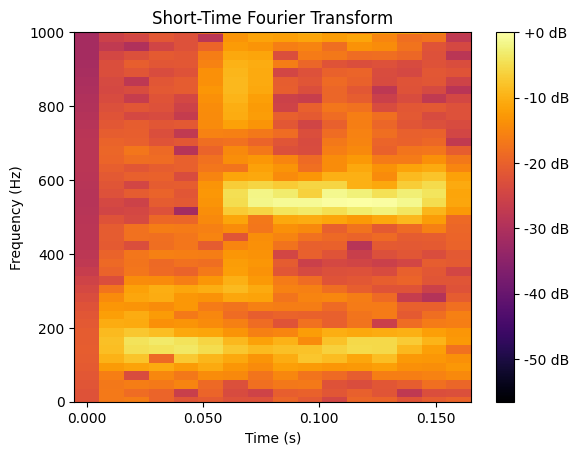 Short-Time Fourier Transform
Frequency (Hz)
1000
800
600
400
200
0
0.000
0.050
0.100
0.150
Time (s)
+0 dB
-10 dB
-20 dB
-30 dB
-40 dB
-50 dB